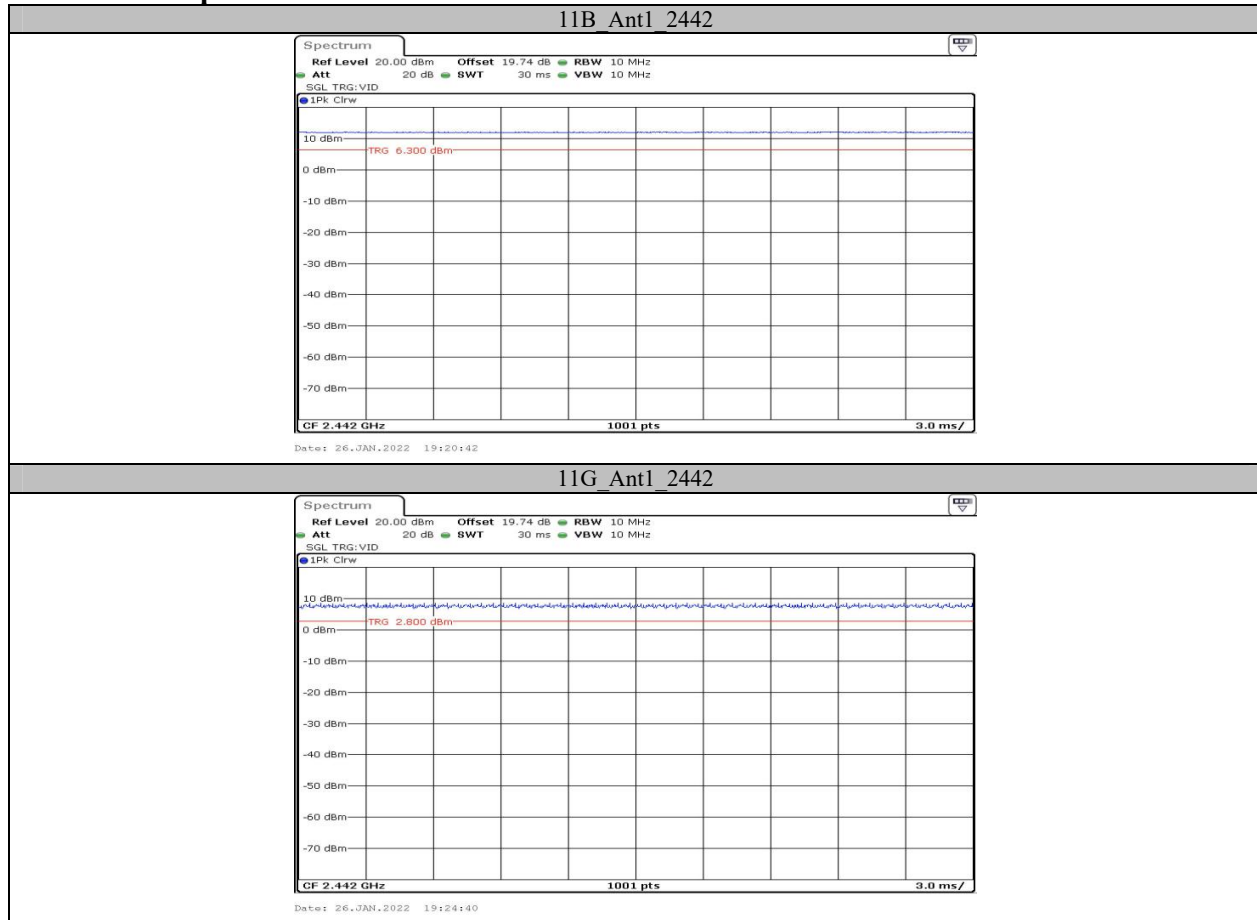 11B_Ant1_2442
Spectrum
Ref Level 20.00 dBm Offset 19.74 dB RBW 10 MHz
Att 20 dB SWT 30 ms VBW 10 MHz
SGL TRG:VID
1Pk Clrw
10 dBm
TRG 6.300 dBm
0 dBm
-10 dBm
-20 dBm
-30 dBm
-40 dBm
-50 dBm
-60 dBm
-70 dBm
CF 2.442 GHz 1001 pts 3.0 ms/
Date: 26.JAN.2022 19:20:42
11G_Ant1_2442
Spectrum
Ref Level 20.00 dBm Offset 19.74 dB RBW 10 MHz
Att 20 dB SWT 30 ms VBW 10 MHz
SGL TRG:VID
1Pk Clrw
10 dBm
TRG 2.800 dBm
0 dBm
-10 dBm
-20 dBm
-30 dBm
-40 dBm
-50 dBm
-60 dBm
-70 dBm
CF 2.442 GHz 1001 pts 3.0 ms/
Date: 26.JAN.2022 19:24:40